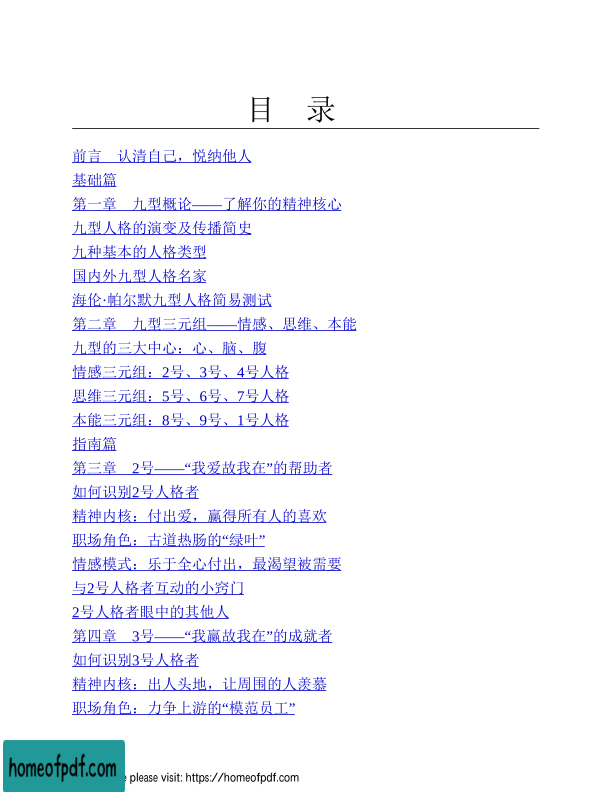 目 录
前言 认清自己，悦纳他人
基础篇
第一章 九型概论——了解你的精神核心
九型人格的演变及传播简史
九种基本的人格类型
国内外九型人格名家
海伦·帕尔默九型人格简易测试
第二章 九型三元组——情感、思维、本能
九型的三大中心：心、脑、腹
情感三元组：2号、3号、4号人格
思维三元组：5号、6号、7号人格
本能三元组：8号、9号、1号人格
指南篇
第三章 2号——“我爱故我在”的帮助者
如何识别2号人格者
精神内核：付出爱，赢得所有人的喜欢
职场角色：古道热肠的“绿叶”
情感模式：乐于全心付出，最渴望被需要
与2号人格者互动的小窍门
2号人格者眼中的其他人
第四章 3号——“我赢故我在”的成就者
如何识别3号人格者
精神内核：出人头地，让周围的人羡慕
职场角色：力争上游的“模范员工”
homeofpdf.com
please visit: https://homeofpdf.com